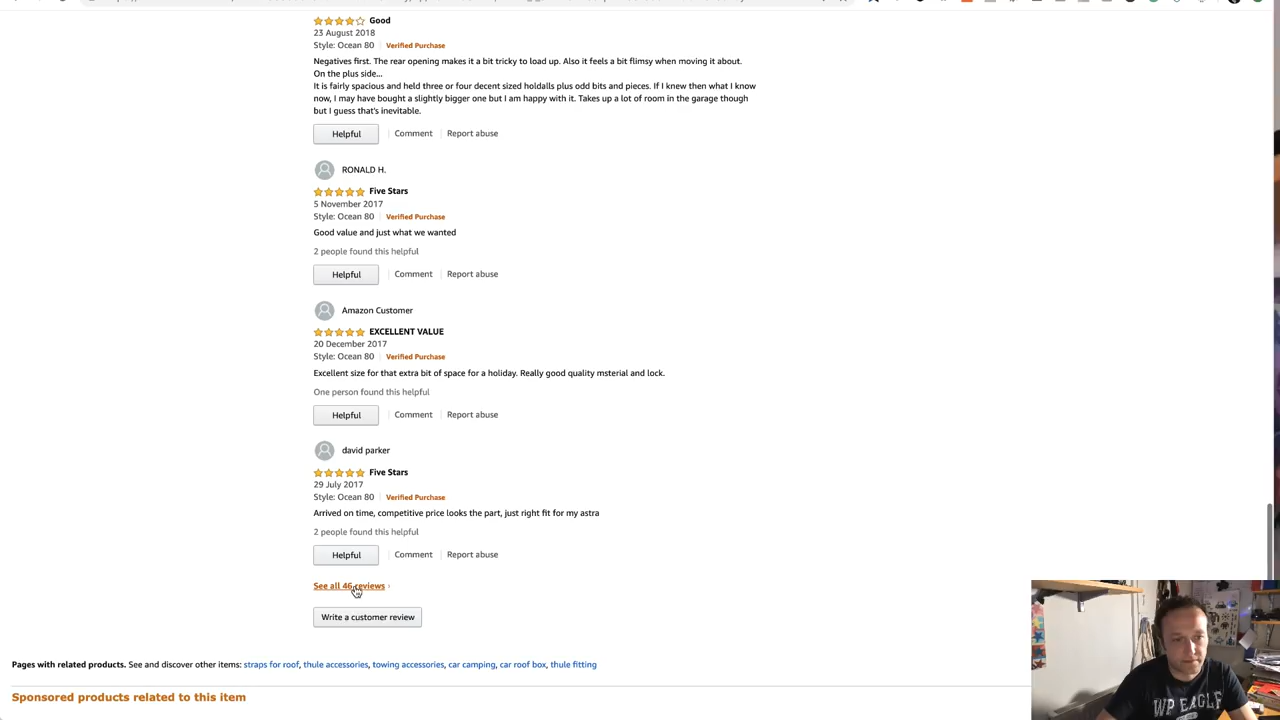 Good
23 August 2018
Style: Ocean 80 Verified Purchase
Negatives first. The rear opening makes it a bit tricky to load up. Also it feels a bit flimsy when moving it about.
On the plus side...
It is fairly spacious and held three or four decent sized holdalls plus odd bits and pieces. If I knew then what I know
now, I may have bought a slightly bigger one but I am happy with it. Takes up a lot of room in the garage though
but I guess that's inevitable.
Helpful Comment Report abuse
RONALD H.
Five Stars
5 November 2017
Style: Ocean 80 Verified Purchase
Good value and just what we wanted
2 people found this helpful
Helpful Comment Report abuse
Amazon Customer
EXCELLENT VALUE
20 December 2017
Style: Ocean 80 Verified Purchase
Excellent size for that extra bit of space for a holiday. Really good quality msterial and lock.
One person found this helpful
Helpful Comment Report abuse
david parker
Five Stars
29 July 2017
Style: Ocean 80 Verified Purchase
Arrived on time, competitive price looks the part, just right fit for my astra
2 people found this helpful
Helpful Comment Report abuse
See all 46 reviews
Write a customer review
Pages with related products. See and discover other items: straps for roof, thule accessories, towing accessories, car camping, car roof box, thule fitting
Sponsored products related to this item
WP EAGLE